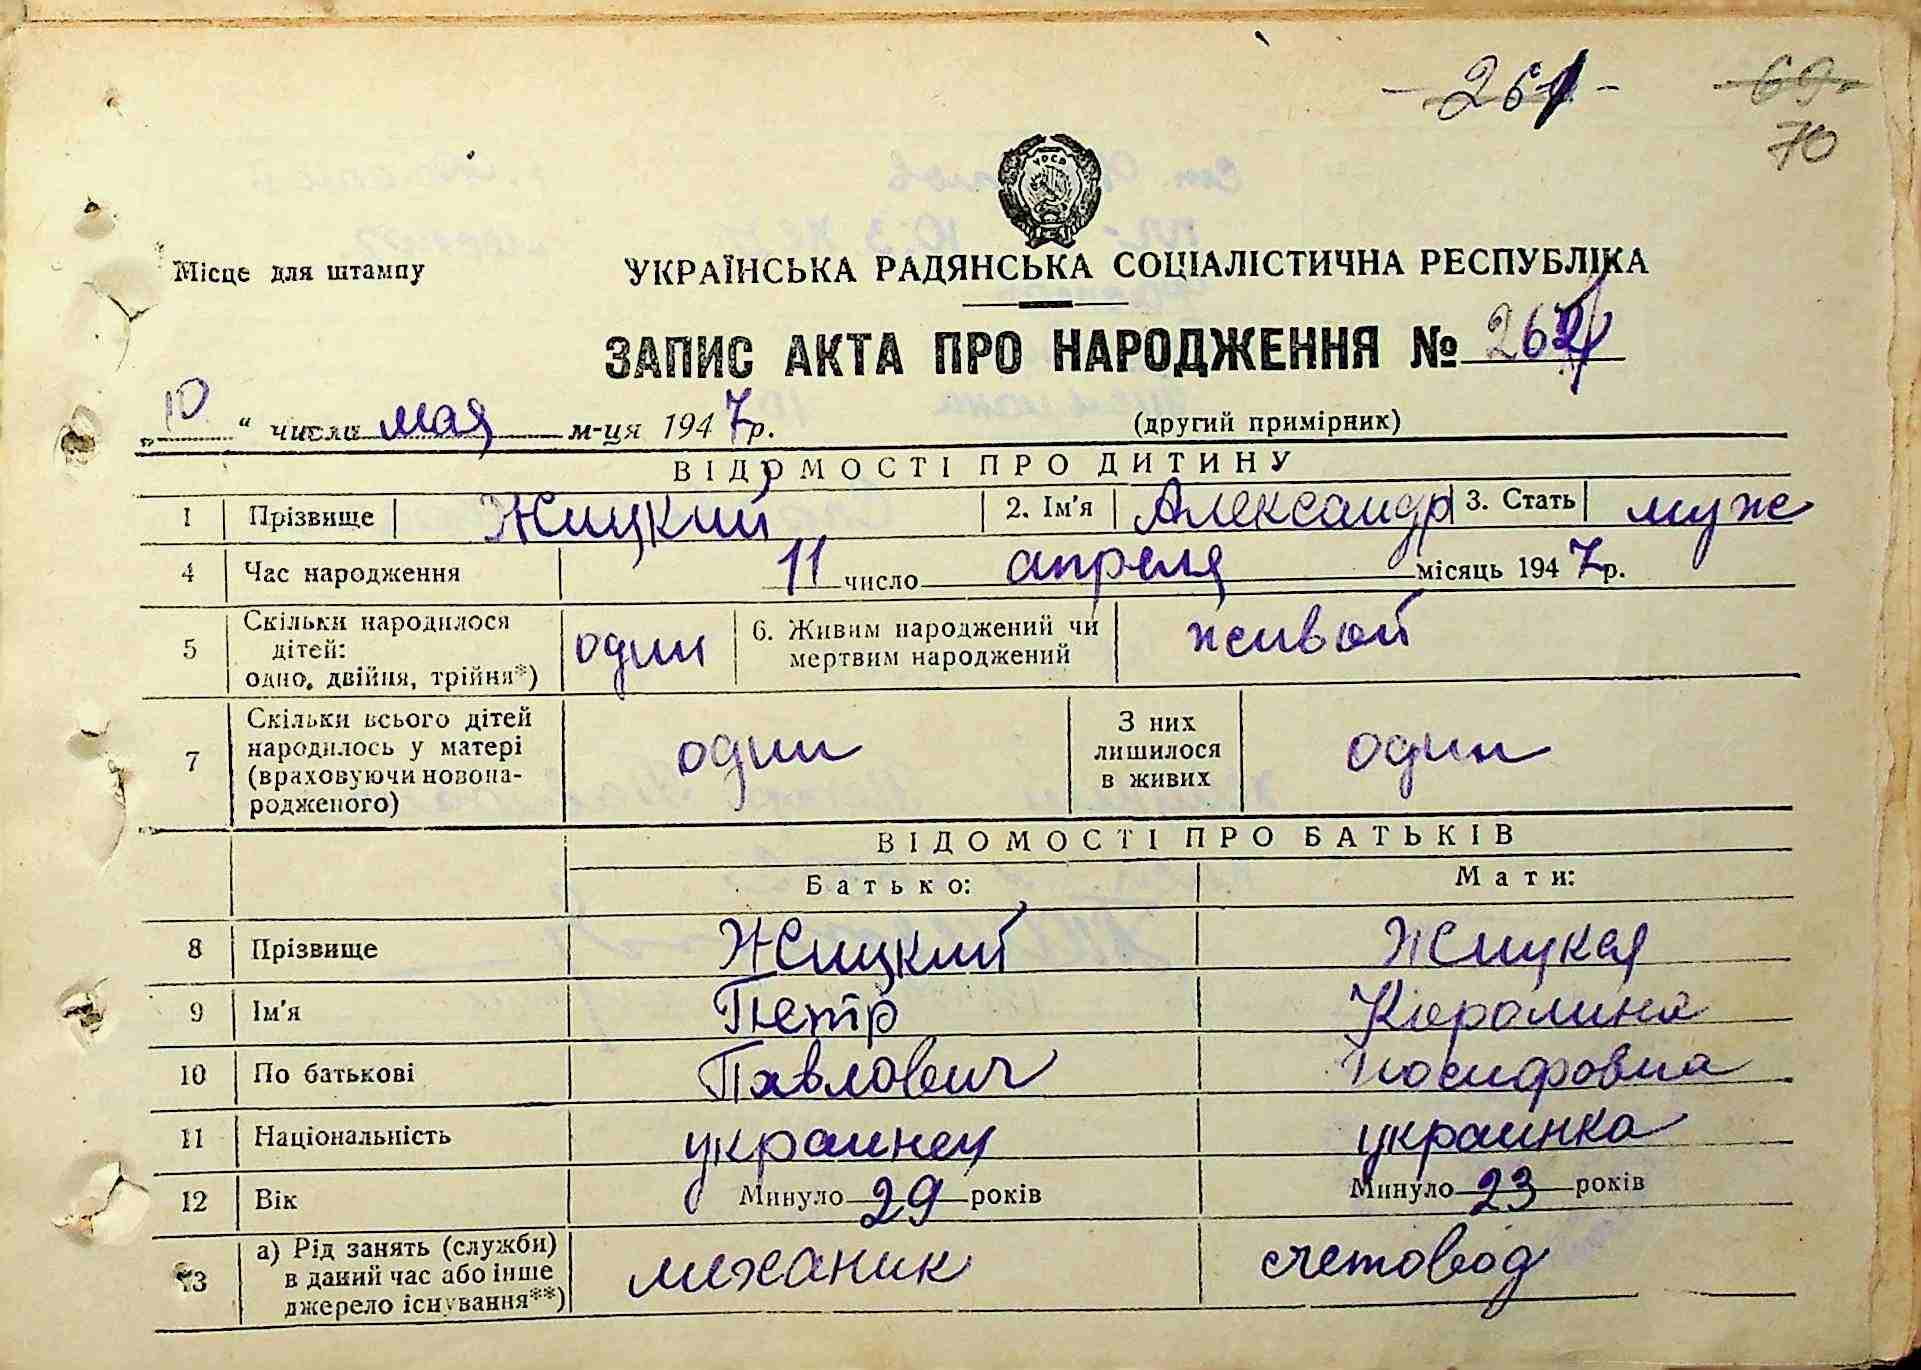 70
Місце для штампу
УКРАЇНСЬКА РАДЯНСЬКА СОЦІАЛІСТИЧНА РЕСПУБЛІКА
ЗАПИС АКТА ПРО НАРОДЖЕННЯ №
„10“ числа мая м-ця 1947 р. (другий примірник)
ВІДОМОСТІ ПРО ДИТИНУ
1 Прізвище Жицкий 2. Ім'я Александр 3. Стать муж
4 Час народження 11 число апреля місяць 1947 р.
5 Скільки народилося дітей: одно, двійня, трійня*) один 6. Живим народжений чи мертвим народжений живой
7 Скільки всього дітей народилось у матері (враховуючи новонародженого) один З них лишилося в живих один
ВІДОМОСТІ ПРО БАТЬКІВ
Батько: Мати:
8 Прізвище Жицкий Жицкая
9 Ім'я Петр Каролина
10 По батькові Павлович Иосифовна
11 Національність украинец украинка
12 Вік Минуло 29 років Минуло 23 років
13 а) Рід занять (служби) в даний час або інше джерело існування**) механик счетовод